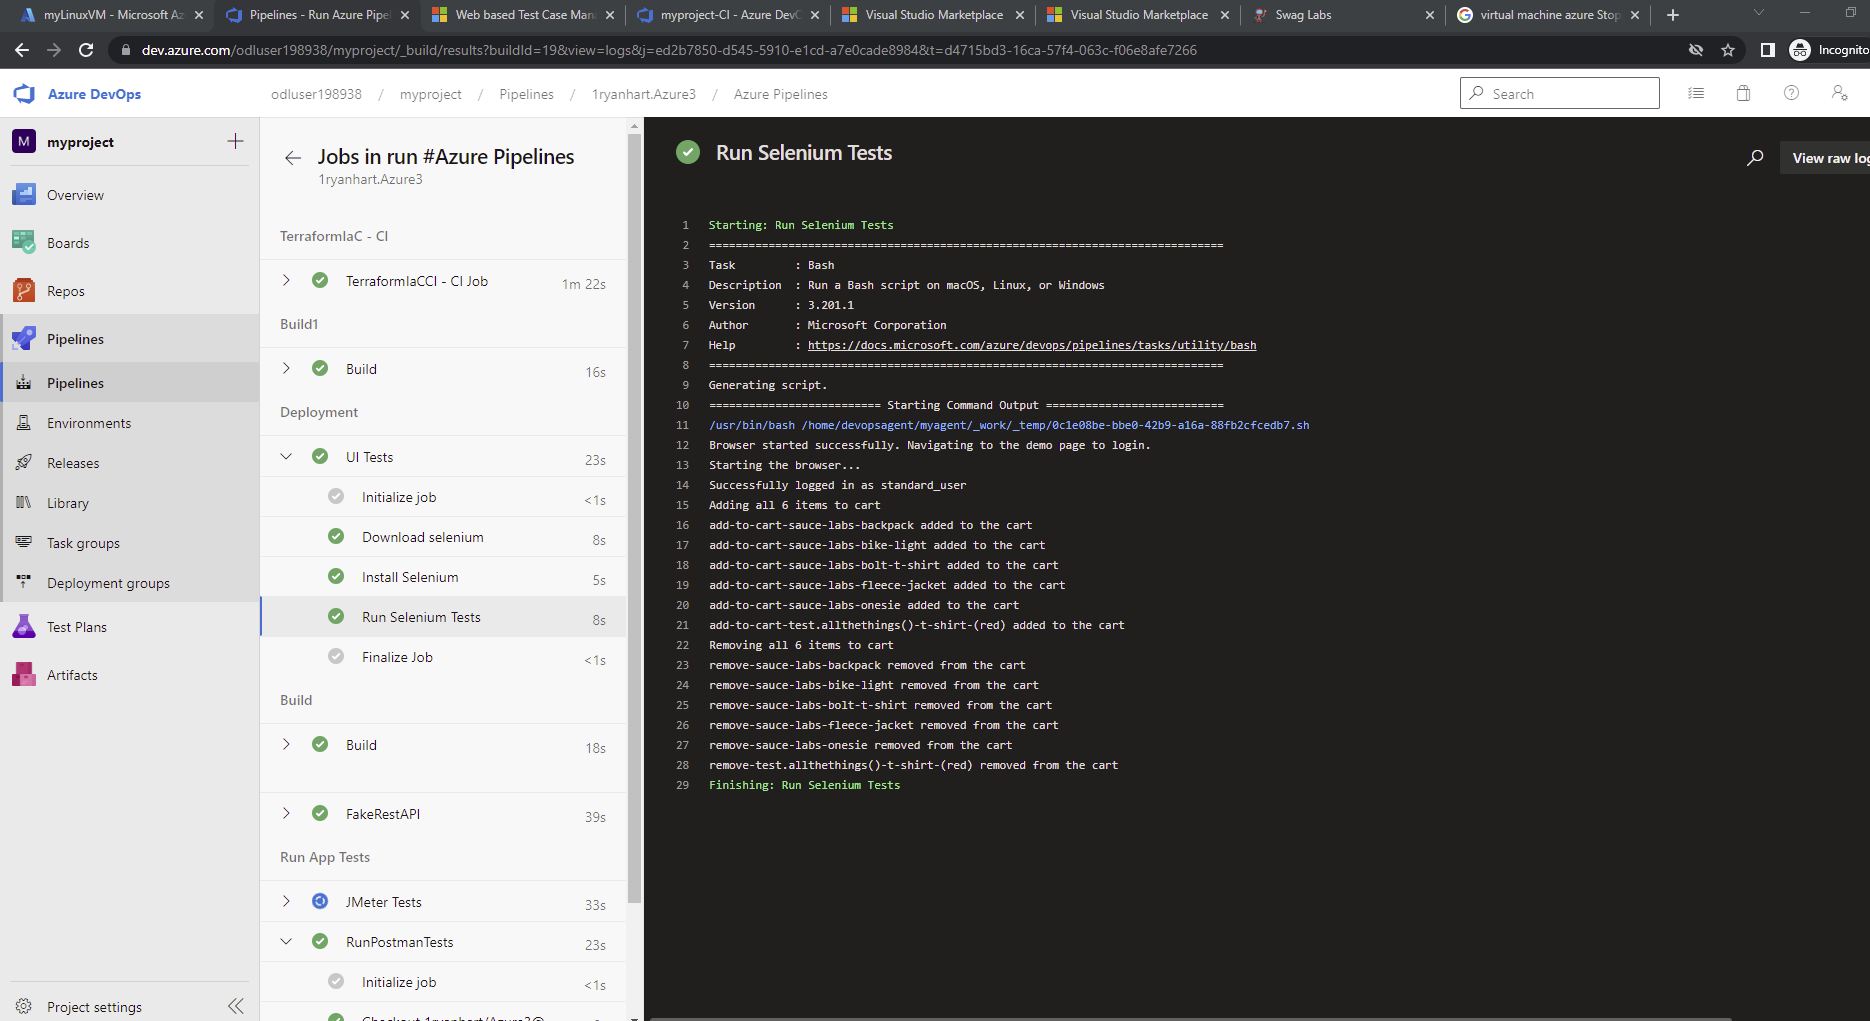 myLinuxVM - Microsoft Az
Pipelines - Run Azure Pipel
Web based Test Case Man
myproject-CI - Azure DevO
Visual Studio Marketplace
Visual Studio Marketplace
Swag Labs
virtual machine azure Stop
dev.azure.com/odluser198938/myproject/_build/results?buildId=19&view=logs&j=ed2b7850-d545-5910-e1cd-a7e0cade8984&t=d4715bd3-16ca-57f4-063c-f06e8afe7266
Incognito
Azure DevOps
odluser198938 / myproject / Pipelines / 1ryanhart.Azure3 / Azure Pipelines
Search
M myproject
Overview
Boards
Repos
Pipelines
Pipelines
Environments
Releases
Library
Task groups
Deployment groups
Test Plans
Artifacts
Project settings
Jobs in run #Azure Pipelines
1ryanhart.Azure3
TerraformIaC - CI
TerraformIaCCI - CI Job 1m 22s
Build1
Build 16s
Deployment
UI Tests 23s
Initialize job <1s
Download selenium 8s
Install Selenium 5s
Run Selenium Tests 8s
Finalize Job <1s
Build
Build 18s
FakeRestAPI 39s
Run App Tests
JMeter Tests 33s
RunPostmanTests 23s
Initialize job <1s
Run Selenium Tests
View raw log
1 Starting: Run Selenium Tests
2 ==============================================================================
3 Task : Bash
4 Description : Run a Bash script on macOS, Linux, or Windows
5 Version : 3.201.1
6 Author : Microsoft Corporation
7 Help : https://docs.microsoft.com/azure/devops/pipelines/tasks/utility/bash
8 ==============================================================================
9 Generating script.
10 ========================== Starting Command Output ===========================
11 /usr/bin/bash /home/devopsagent/myagent/_work/_temp/0c1e08be-bbe0-42b9-a16a-88fb2cfcedb7.sh
12 Browser started successfully. Navigating to the demo page to login.
13 Starting the browser...
14 Successfully logged in as standard_user
15 Adding all 6 items to cart
16 add-to-cart-sauce-labs-backpack added to the cart
17 add-to-cart-sauce-labs-bike-light added to the cart
18 add-to-cart-sauce-labs-bolt-t-shirt added to the cart
19 add-to-cart-sauce-labs-fleece-jacket added to the cart
20 add-to-cart-sauce-labs-onesie added to the cart
21 add-to-cart-test.allthethings()-t-shirt-(red) added to the cart
22 Removing all 6 items to cart
23 remove-sauce-labs-backpack removed from the cart
24 remove-sauce-labs-bike-light removed from the cart
25 remove-sauce-labs-bolt-t-shirt removed from the cart
26 remove-sauce-labs-fleece-jacket removed from the cart
27 remove-sauce-labs-onesie removed from the cart
28 remove-test.allthethings()-t-shirt-(red) removed from the cart
29 Finishing: Run Selenium Tests